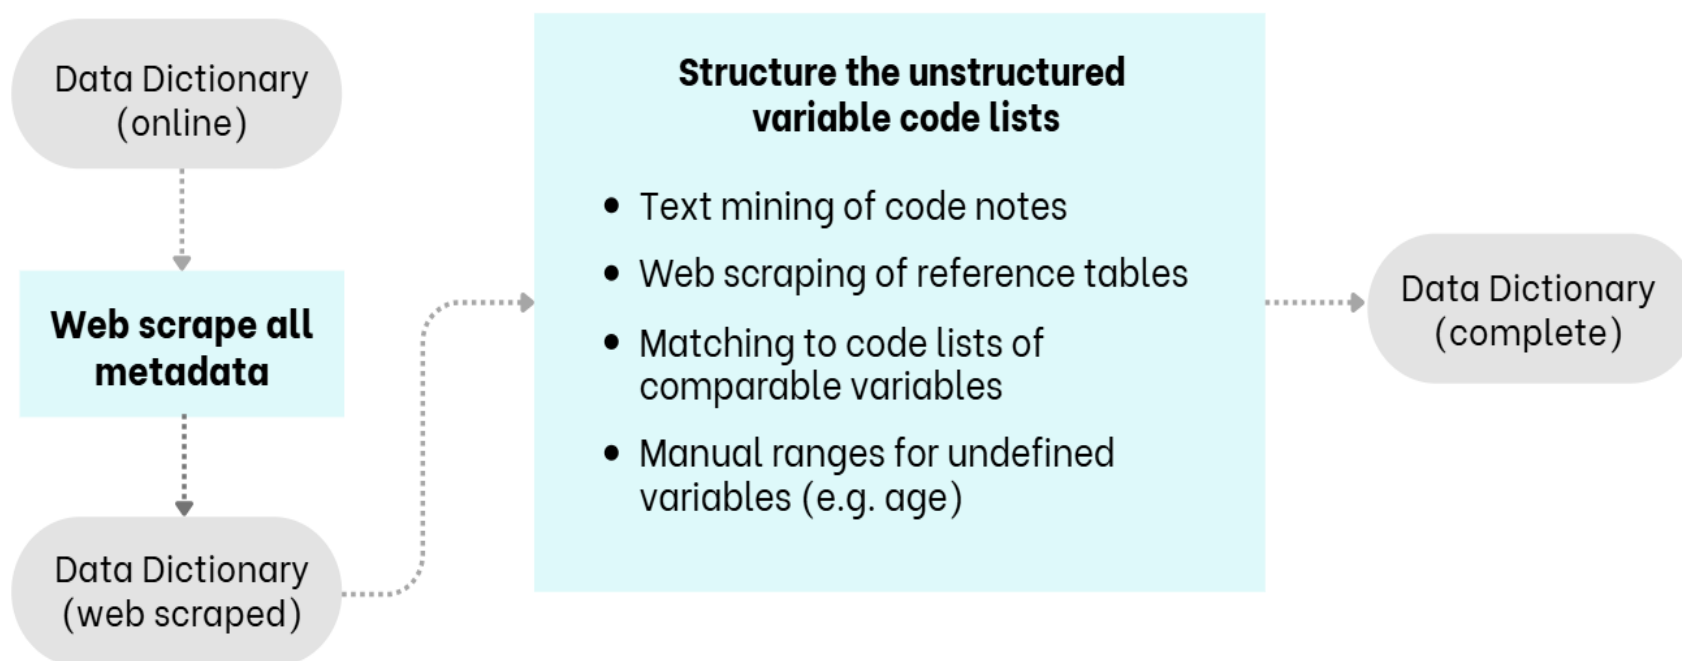 Data Dictionary
(online)
Web scrape all
metadata
Data Dictionary
(web scraped)
Structure the unstructured
variable code lists
• Text mining of code notes
• Web scraping of reference tables
• Matching to code lists of
comparable variables
• Manual ranges for undefined
variables (e.g. age)
Data Dictionary
(complete)